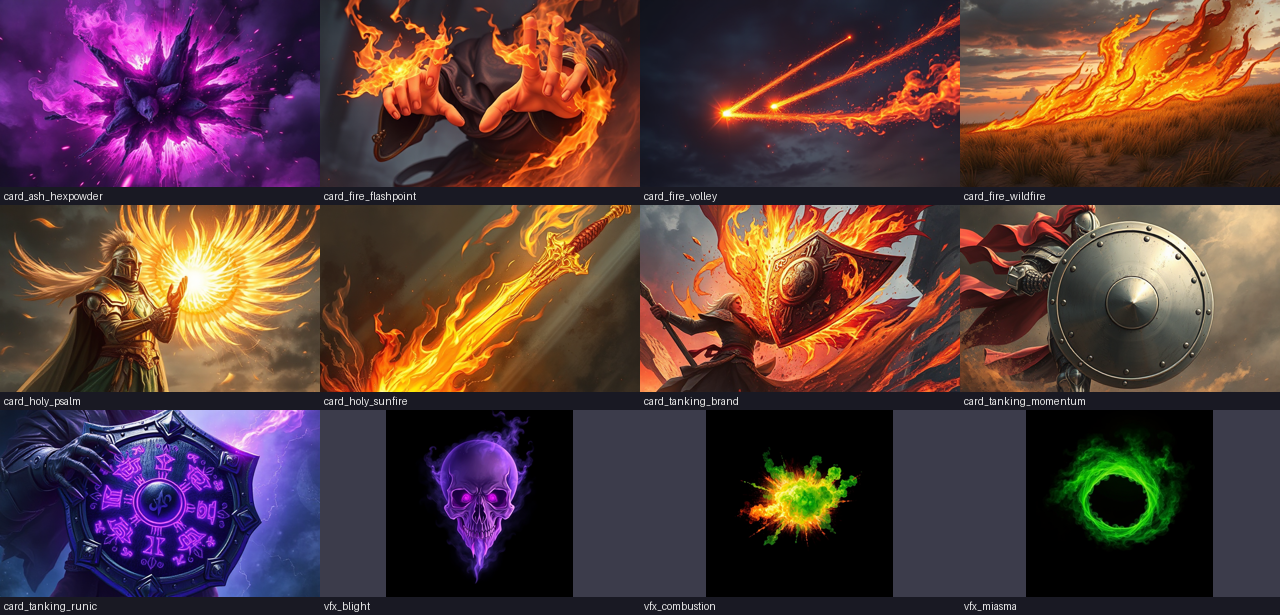 card_ash_hexpowder
card_fire_flashpoint
card_fire_volley
card_fire_wildfire
card_holy_psalm
card_holy_sunfire
card_tanking_brand
card_tanking_momentum
card_tanking_runic
vfx_blight
vfx_combustion
vfx_miasma